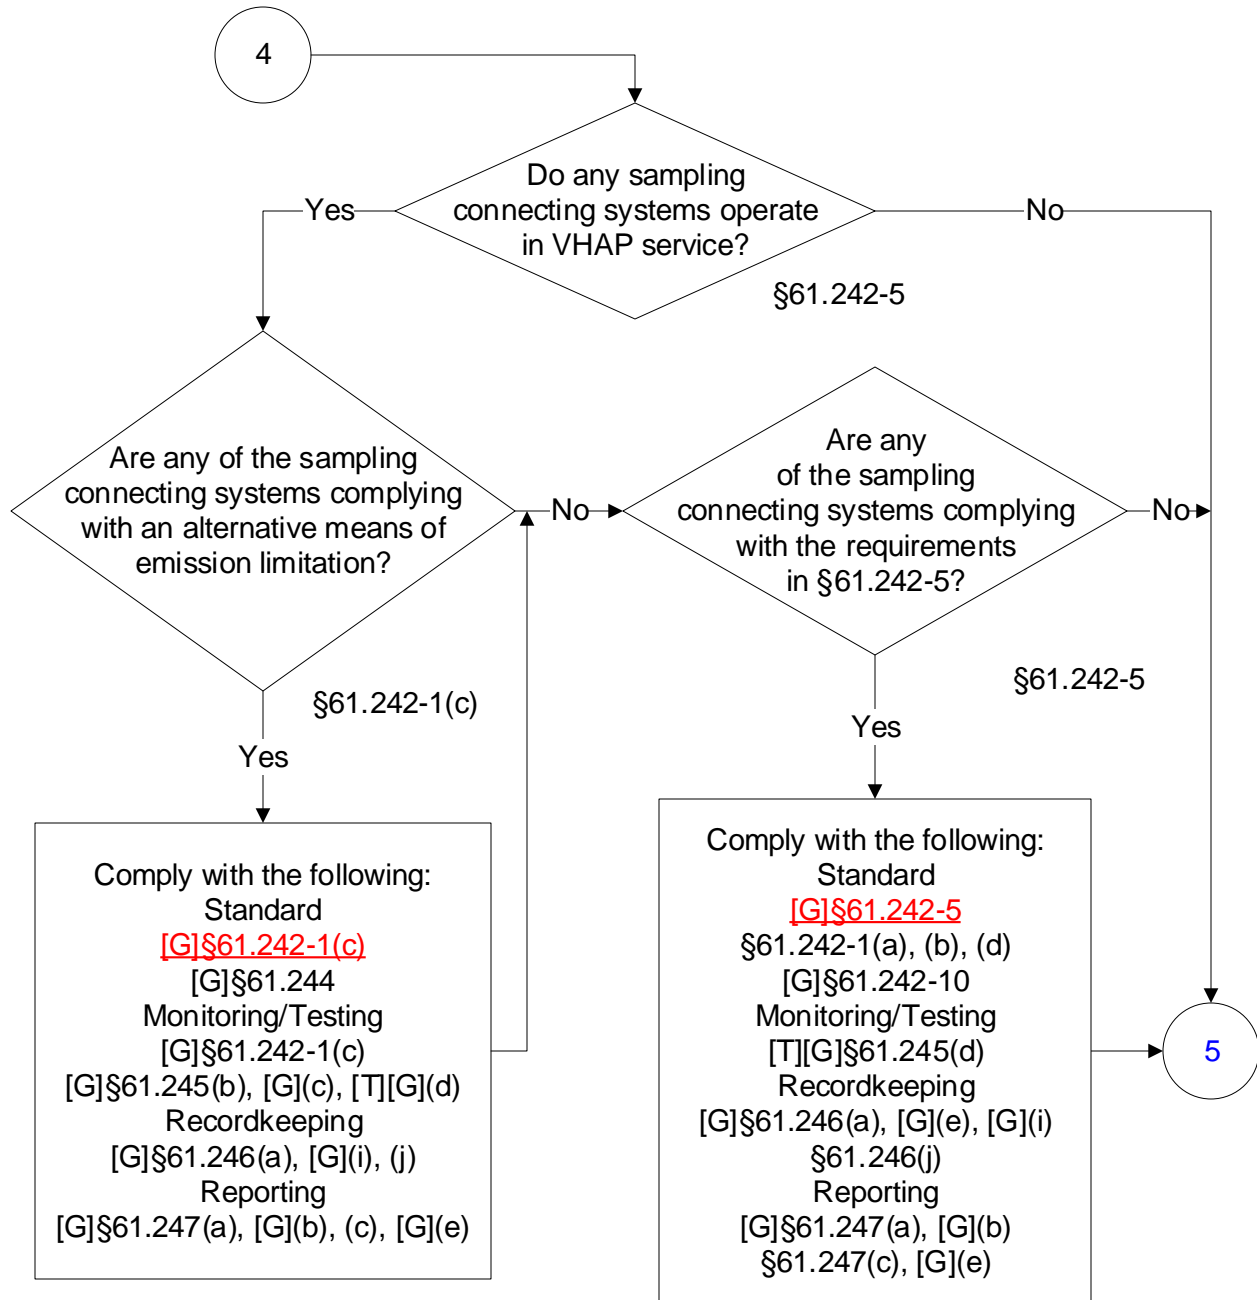 4
Do any sampling
connecting systems operate
in VHAP service?
Yes
No
§61.242-5
Are any of the sampling
connecting systems complying
with an alternative means of
emission limitation?
No
Are any
of the sampling
connecting systems complying
with the requirements
in §61.242-5?
No
§61.242-1(c)
§61.242-5
Yes
Yes
Comply with the following:
Standard
[G]§61.242-1(c)
[G]§61.244
Monitoring/Testing
[G]§61.242-1(c)
[G]§61.245(b), [G](c), [T][G](d)
Recordkeeping
[G]§61.246(a), [G](i), (j)
Reporting
[G]§61.247(a), [G](b), (c), [G](e)
Comply with the following:
Standard
[G]§61.242-5
§61.242-1(a), (b), (d)
[G]§61.242-10
Monitoring/Testing
[T][G]§61.245(d)
Recordkeeping
[G]§61.246(a), [G](e), [G](i)
§61.246(j)
Reporting
[G]§61.247(a), [G](b)
§61.247(c), [G](e)
5